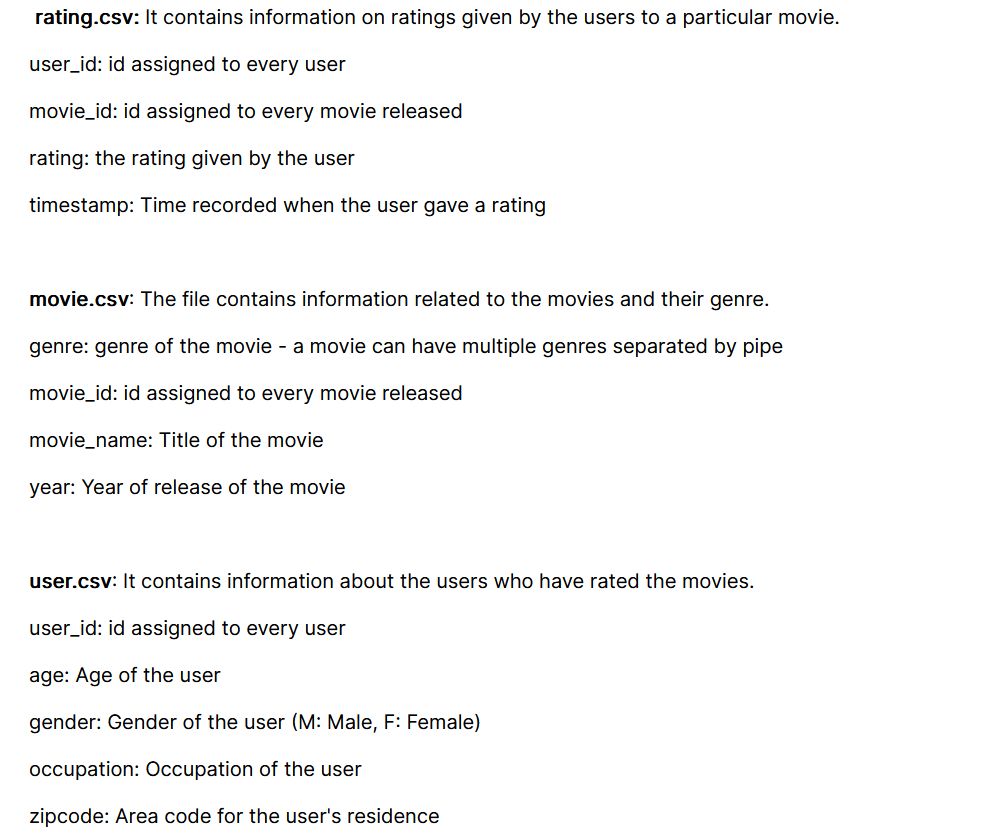 rating.csv: It contains information on ratings given by the users to a particular movie.
user_id: id assigned to every user
movie_id: id assigned to every movie released
rating: the rating given by the user
timestamp: Time recorded when the user gave a rating
movie.csv: The file contains information related to the movies and their genre.
genre: genre of the movie - a movie can have multiple genres separated by pipe
movie_id: id assigned to every movie released
movie_name: Title of the movie
year: Year of release of the movie
user.csv: It contains information about the users who have rated the movies.
user_id: id assigned to every user
age: Age of the user
gender: Gender of the user (M: Male, F: Female)
occupation: Occupation of the user
zipcode: Area code for the user's residence